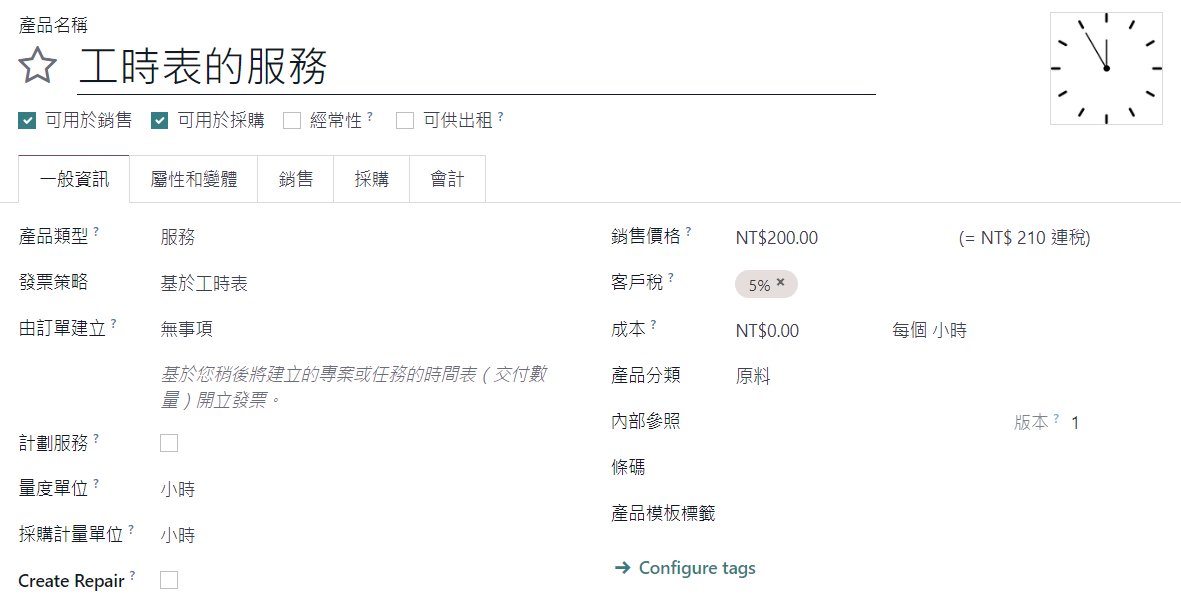 產品名稱
工時表的服務
可用於銷售 可用於採購 經常性 ? 可供出租 ?
一般資訊 屬性和變體 銷售 採購 會計
產品類型 ? 服務 銷售價格 ? NT$200.00 (= NT$ 210 連稅)
發票策略 基於工時表 客戶稅 ? 5% ×
由訂單建立 ? 無事項 成本 ? NT$0.00 每個 小時
基於您稍後將建立的專案或任務的時間表（交付數
量）開立發票。
產品分類 原料
內部參照 版本 ? 1
計劃服務 ?
條碼
量度單位 ? 小時
產品模板標籤
採購計量單位 ? 小時
→ Configure tags
Create Repair ?